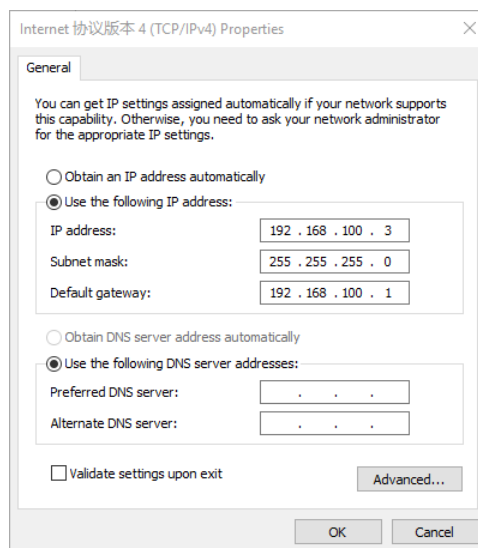 Internet 协议版本 4 (TCP/IPv4) Properties
General
You can get IP settings assigned automatically if your network supports
this capability. Otherwise, you need to ask your network administrator
for the appropriate IP settings.
Obtain an IP address automatically
Use the following IP address:
IP address: 192 . 168 . 100 . 3
Subnet mask: 255 . 255 . 255 . 0
Default gateway: 192 . 168 . 100 . 1
Obtain DNS server address automatically
Use the following DNS server addresses:
Preferred DNS server: . . .
Alternate DNS server: . . .
Validate settings upon exit
Advanced...
OK Cancel